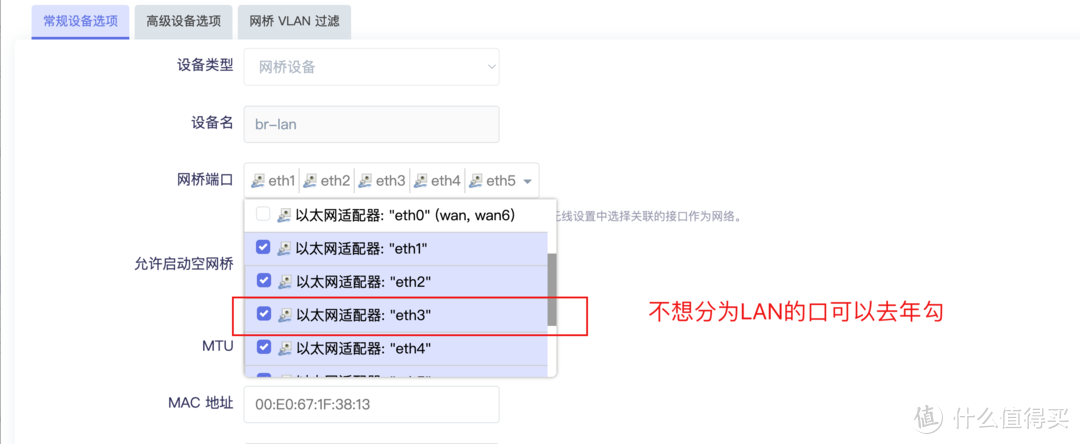 常规设备选项 高级设备选项 网桥 VLAN 过滤
设备类型 网桥设备
设备名 br-lan
网桥端口 eth1 eth2 eth3 eth4 eth5
以太网适配器: "eth0" (wan, wan6)
无线设置中选择关联的接口作为网络。
以太网适配器: "eth1"
允许启动空网桥
以太网适配器: "eth2"
以太网适配器: "eth3"
不想分为LAN的口可以去年勾
MTU
以太网适配器: "eth4"
MAC 地址 00:E0:67:1F:38:13
值 什么值得买